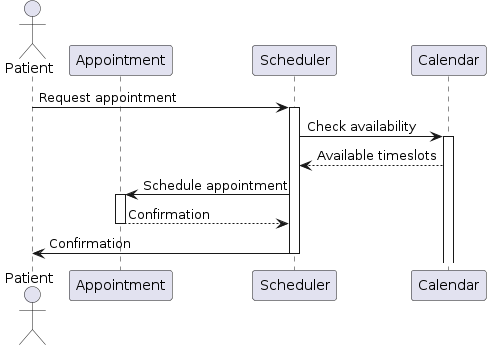 Patient
Appointment
Scheduler
Calendar
Request appointment
Check availability
Available timeslots
Schedule appointment
Confirmation
Confirmation
Patient
Appointment
Scheduler
Calendar